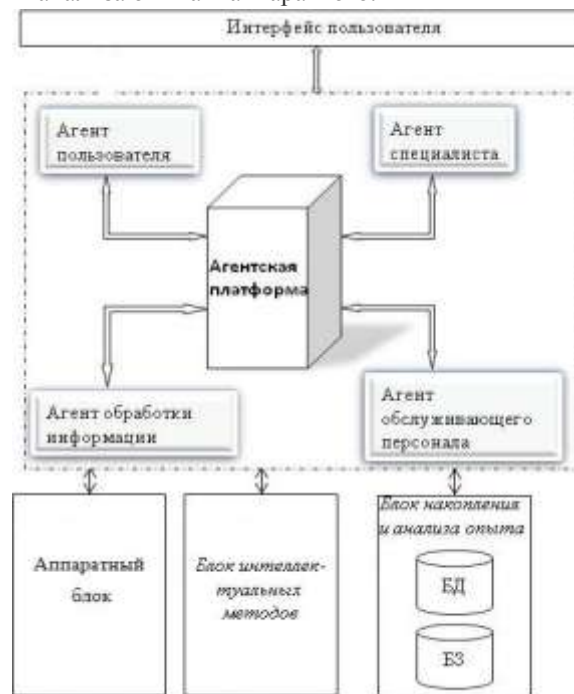 Интерфейс пользователя
Агент
пользователя
Агент
специалиста
Агентская
платформа
Агент обработки
информации
Агент
обслуживающего
персонала
Аппаратный
блок
Блок интеллек-
туальных
методов
Блок накопления
и анализа опыта
БД
БЗ